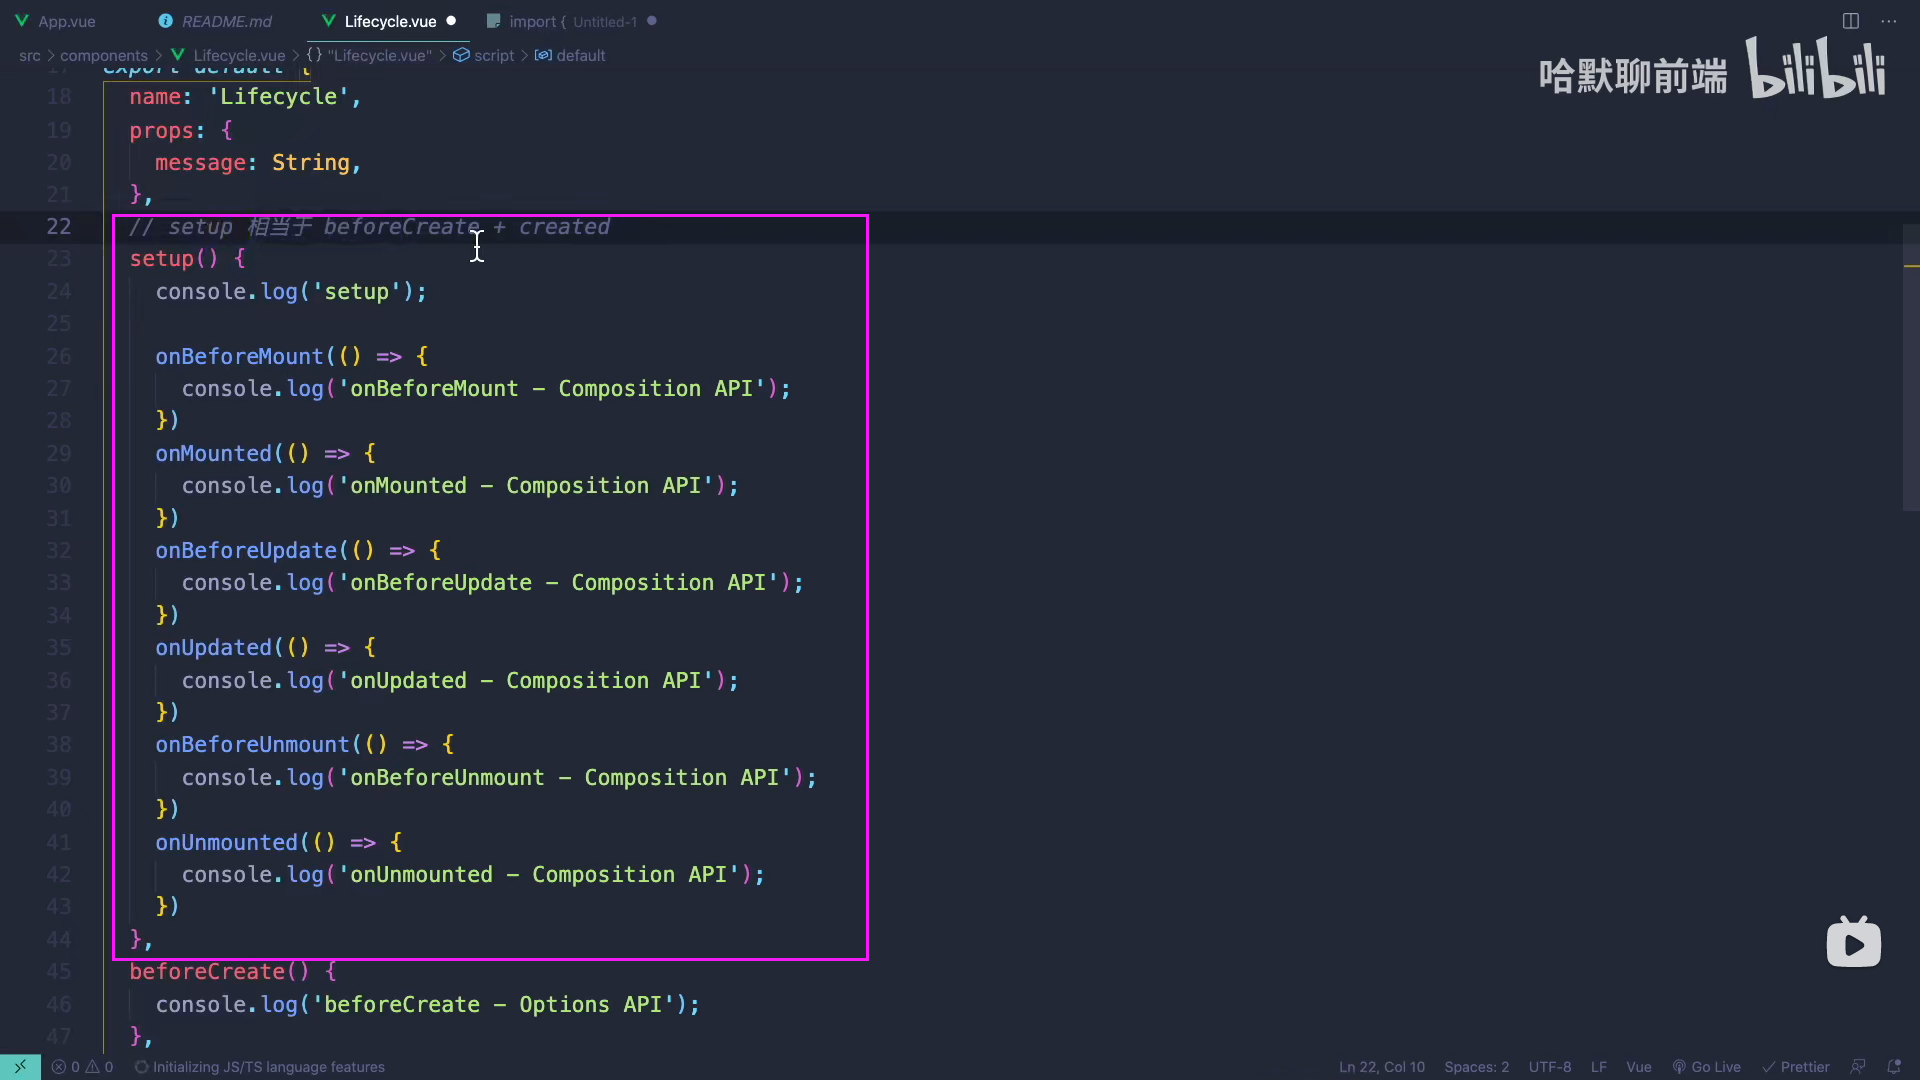 App.vue
README.md
Lifecycle.vue
import { Untitled-1
src > components > Lifecycle.vue > {} "Lifecycle.vue" > script > default
哈默聊前端 bilibili
17 export default {
18 name: 'Lifecycle',
19 props: {
20 message: String,
21 },
22 // setup 相当于 beforeCreate + created
23 setup() {
24 console.log('setup');
25
26 onBeforeMount(() => {
27 console.log('onBeforeMount - Composition API');
28 })
29 onMounted(() => {
30 console.log('onMounted - Composition API');
31 })
32 onBeforeUpdate(() => {
33 console.log('onBeforeUpdate - Composition API');
34 })
35 onUpdated(() => {
36 console.log('onUpdated - Composition API');
37 })
38 onBeforeUnmount(() => {
39 console.log('onBeforeUnmount - Composition API');
40 })
41 onUnmounted(() => {
42 console.log('onUnmounted - Composition API');
43 })
44 },
45 beforeCreate() {
46 console.log('beforeCreate - Options API');
47 },
0 0 Initializing JS/TS language features Ln 22, Col 10 Spaces: 2 UTF-8 LF Vue Go Live Prettier